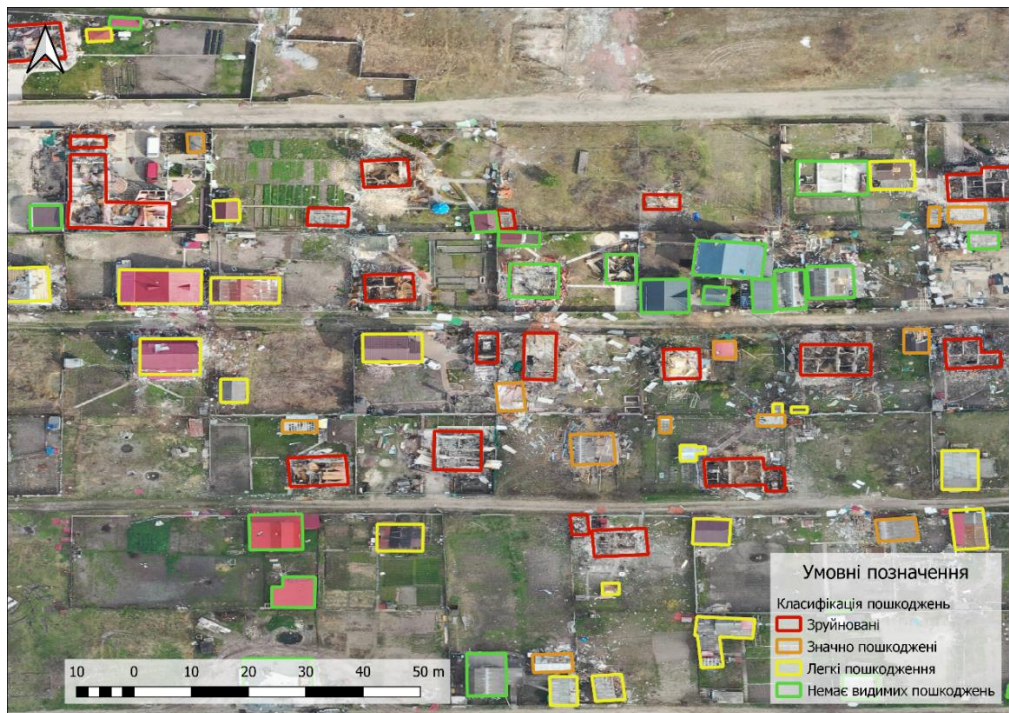 Умовні позначення
Класифікація пошкоджень
Зруйновані
Значно пошкоджені
Легкі пошкодження
Немає видимих пошкоджень
10 0 10 20 30 40 50 m